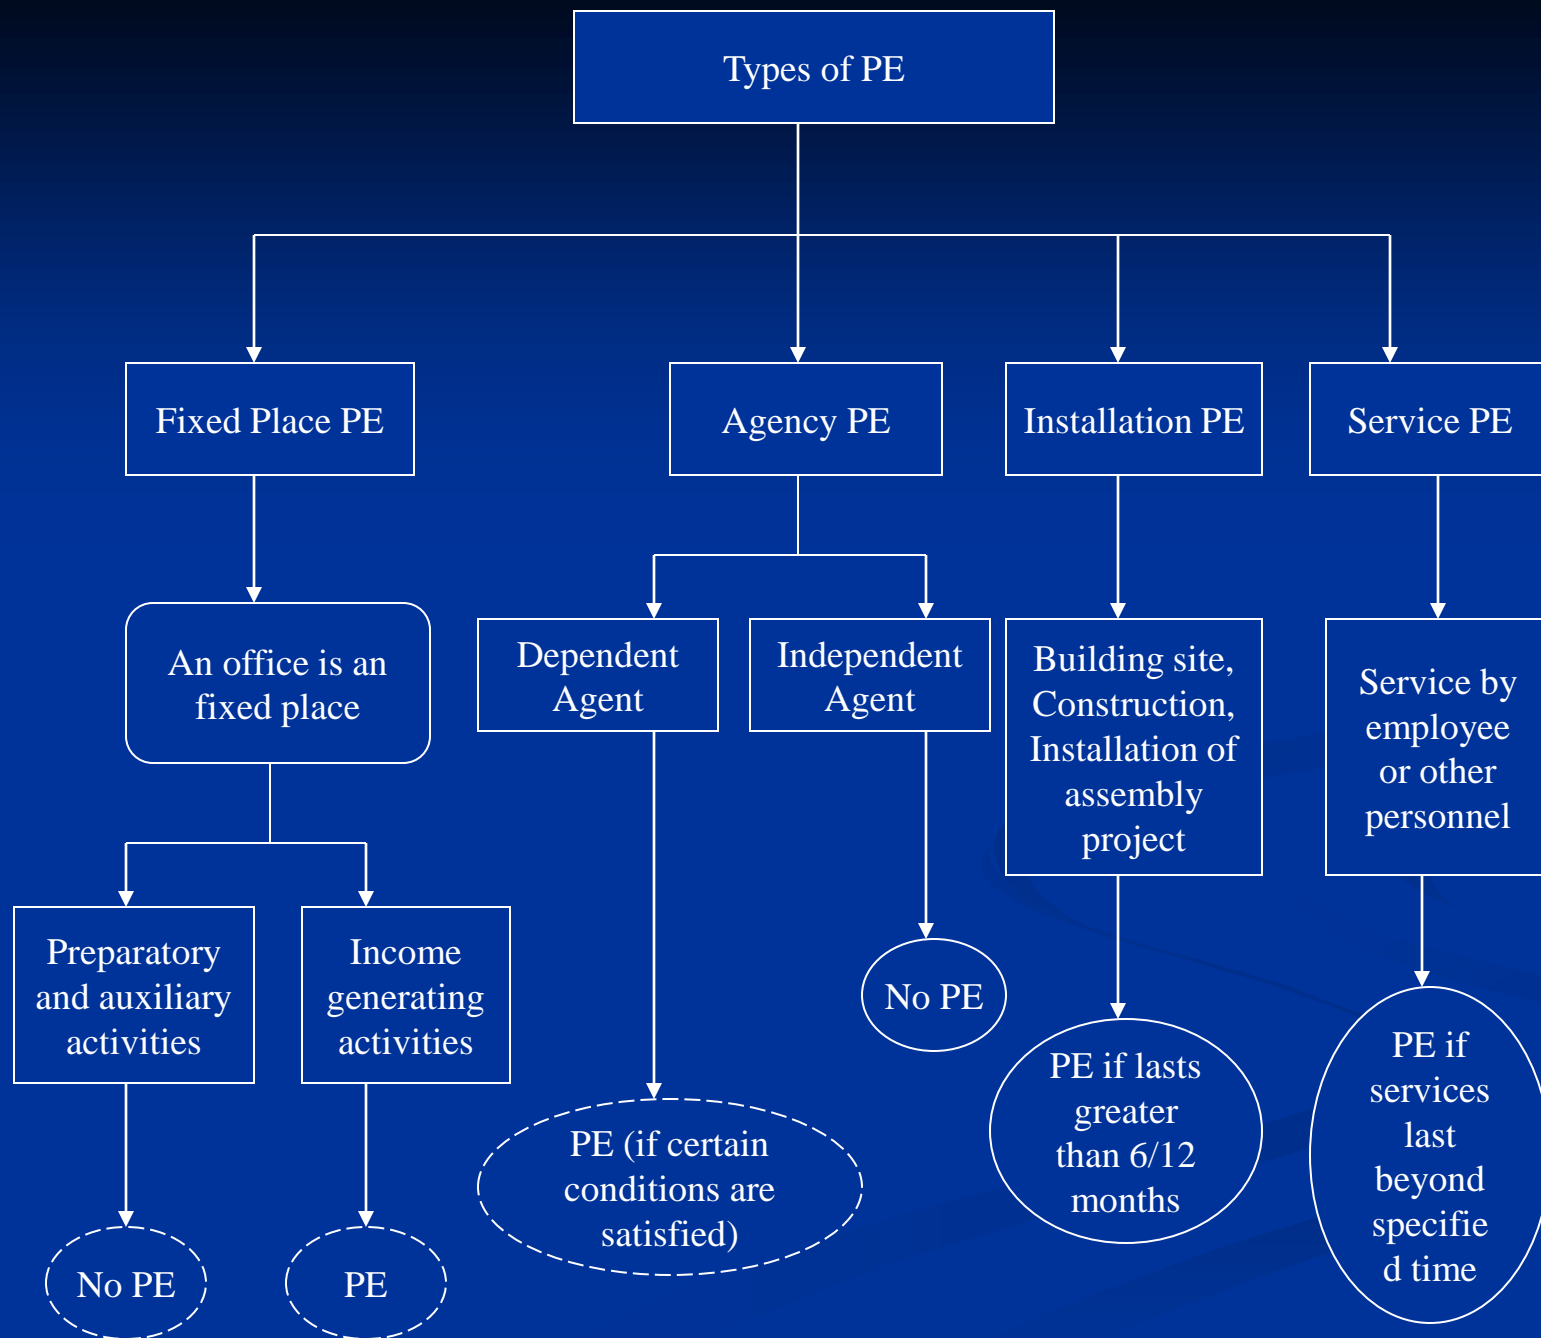 Types of PE
Fixed Place PE
Agency PE
Installation PE
Service PE
An office is an
fixed place
Dependent
Agent
Independent
Agent
Building site,
Construction,
Installation of
assembly
project
Service by
employee
or other
personnel
Preparatory
and auxiliary
activities
Income
generating
activities
No PE
PE if lasts
greater
than 6/12
months
PE if
services
last
beyond
specifie
d time
PE (if certain
conditions are
satisfied)
No PE
PE